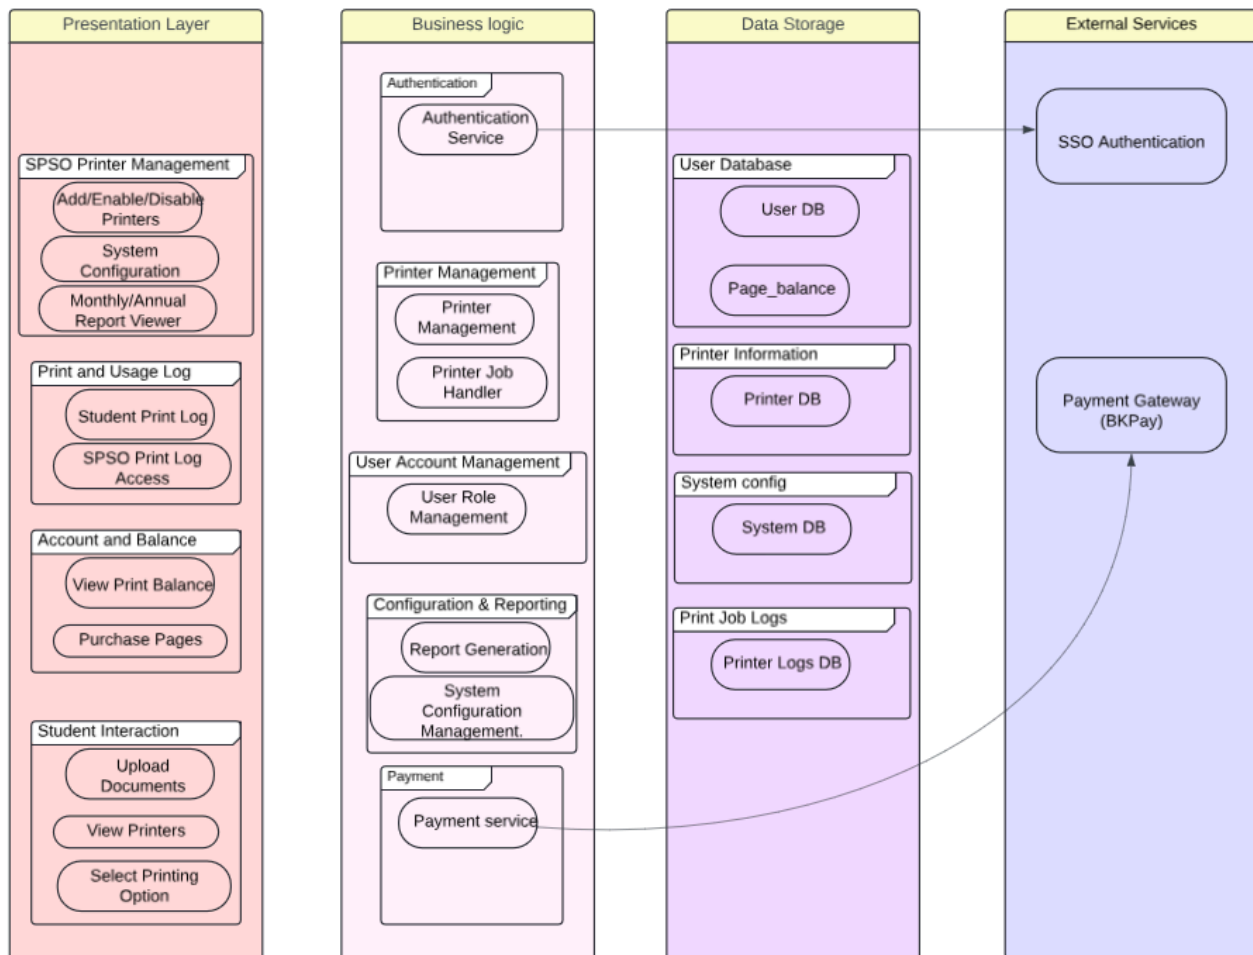 Presentation Layer
SPSO Printer Management
Add/Enable/Disable
Printers
System
Configuration
Monthly/Annual
Report Viewer
Print and Usage Log
Student Print Log
SPSO Print Log
Access
Account and Balance
View Print Balance
Purchase Pages
Student Interaction
Upload
Documents
View Printers
Select Printing
Option
Business logic
Authentication
Authentication
Service
Printer Management
Printer
Management
Printer Job
Handler
User Account Management
User Role
Management
Configuration & Reporting
Report Generation
System
Configuration
Management.
Payment
Payment service
Data Storage
User Database
User DB
Page_balance
Printer Information
Printer DB
System config
System DB
Print Job Logs
Printer Logs DB
External Services
SSO Authentication
Payment Gateway
(BKPay)